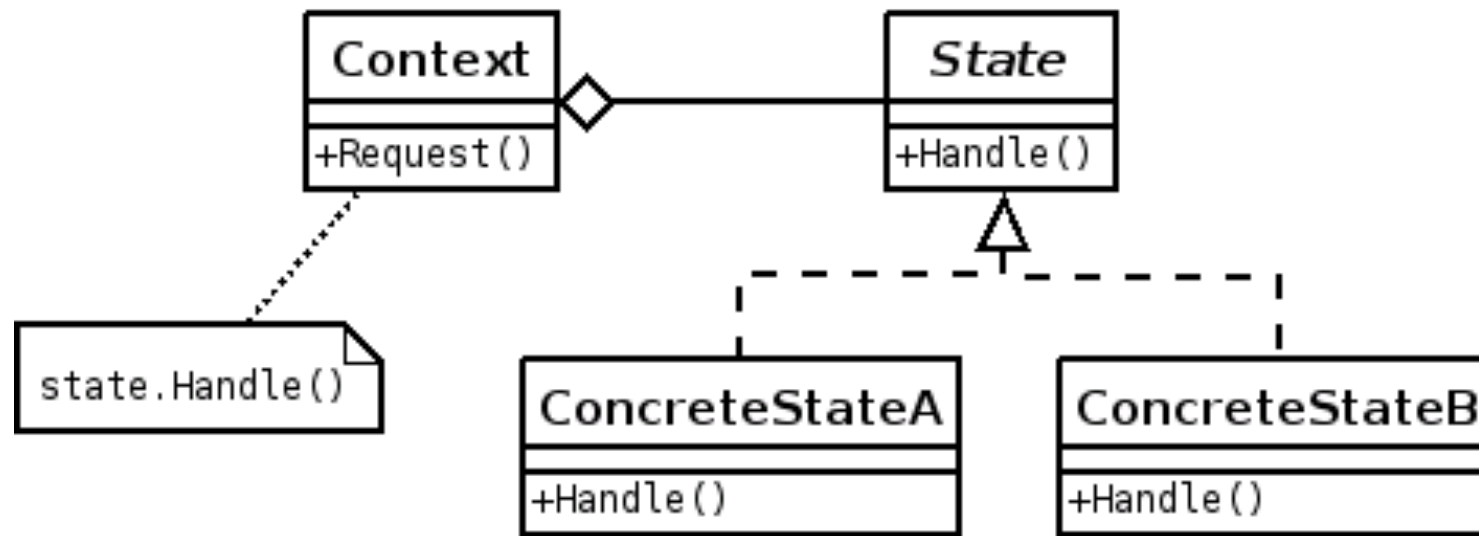 Context
+Request()
State
+Handle()
state.Handle()
ConcreteStateA
+Handle()
ConcreteStateB
+Handle()